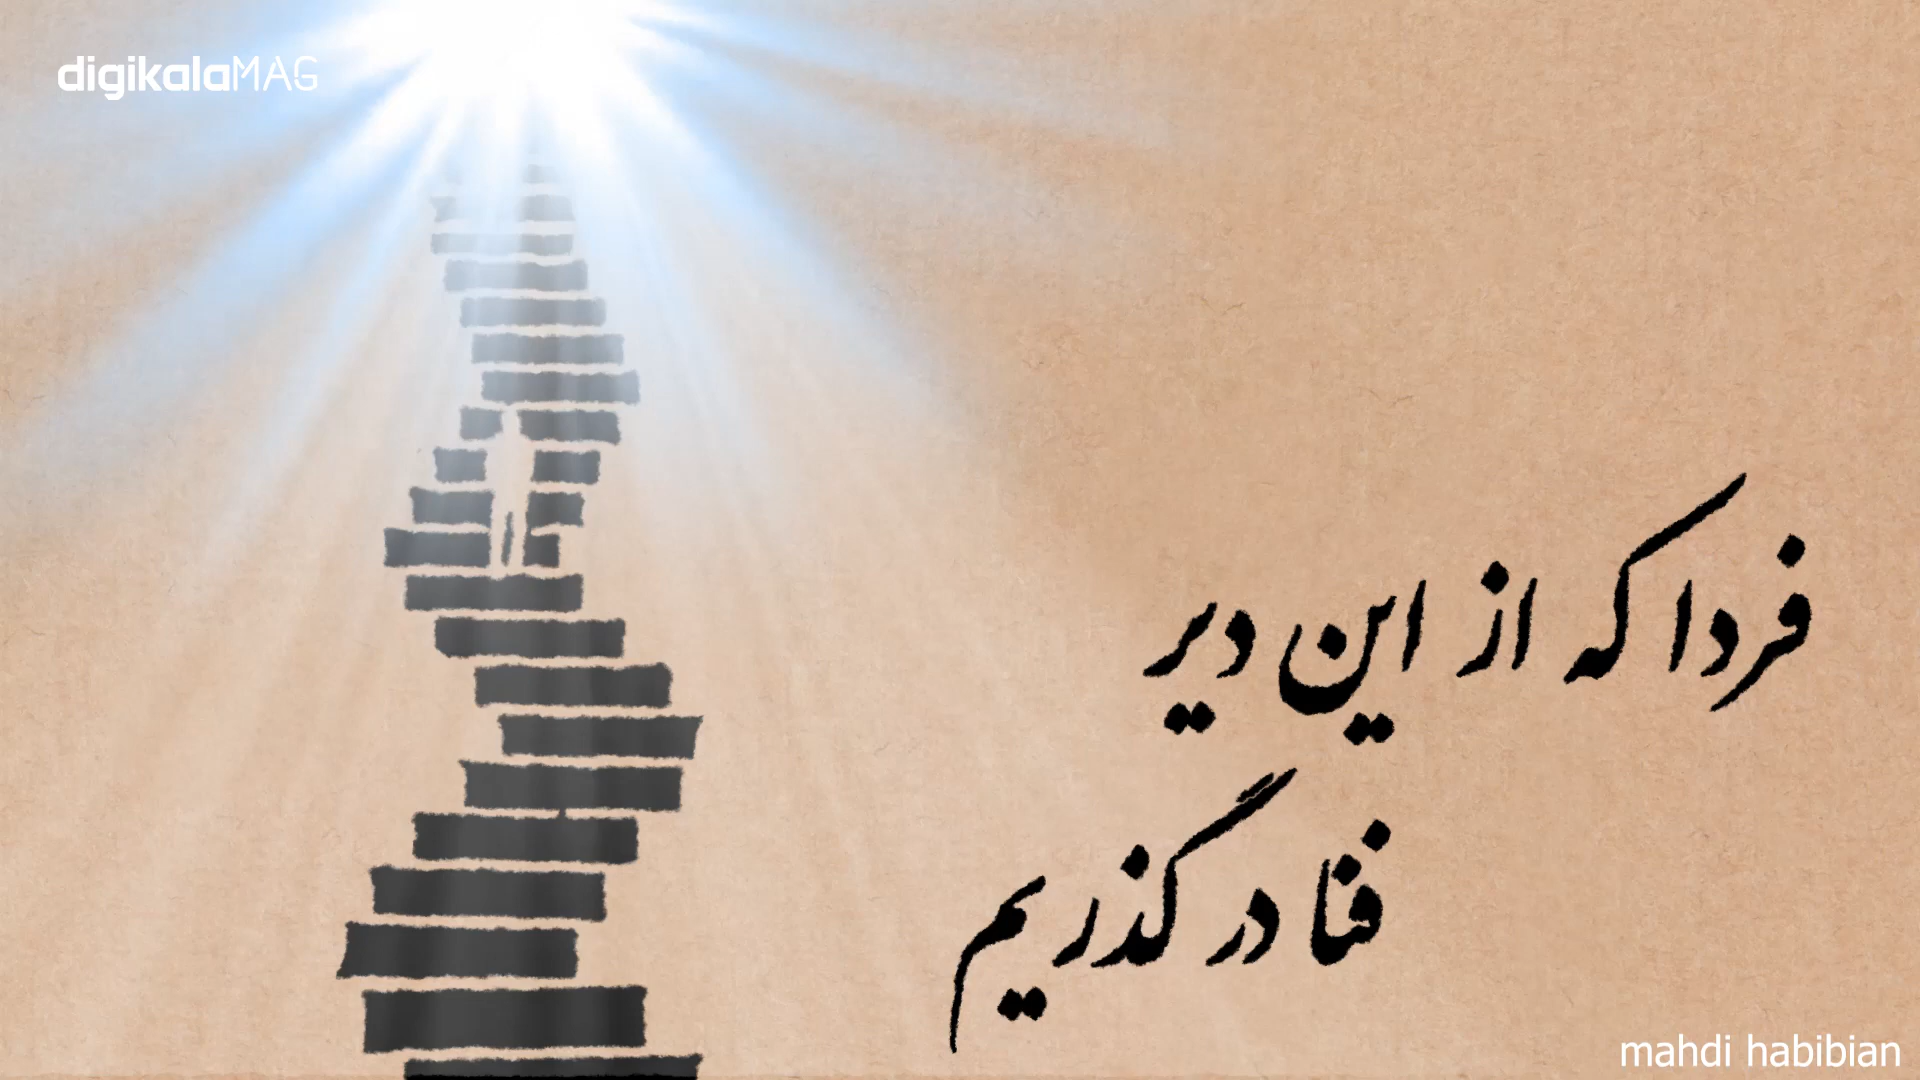 digikalaMAG
فردا که از این دیر
فنا درگذریم
mahdi habibian